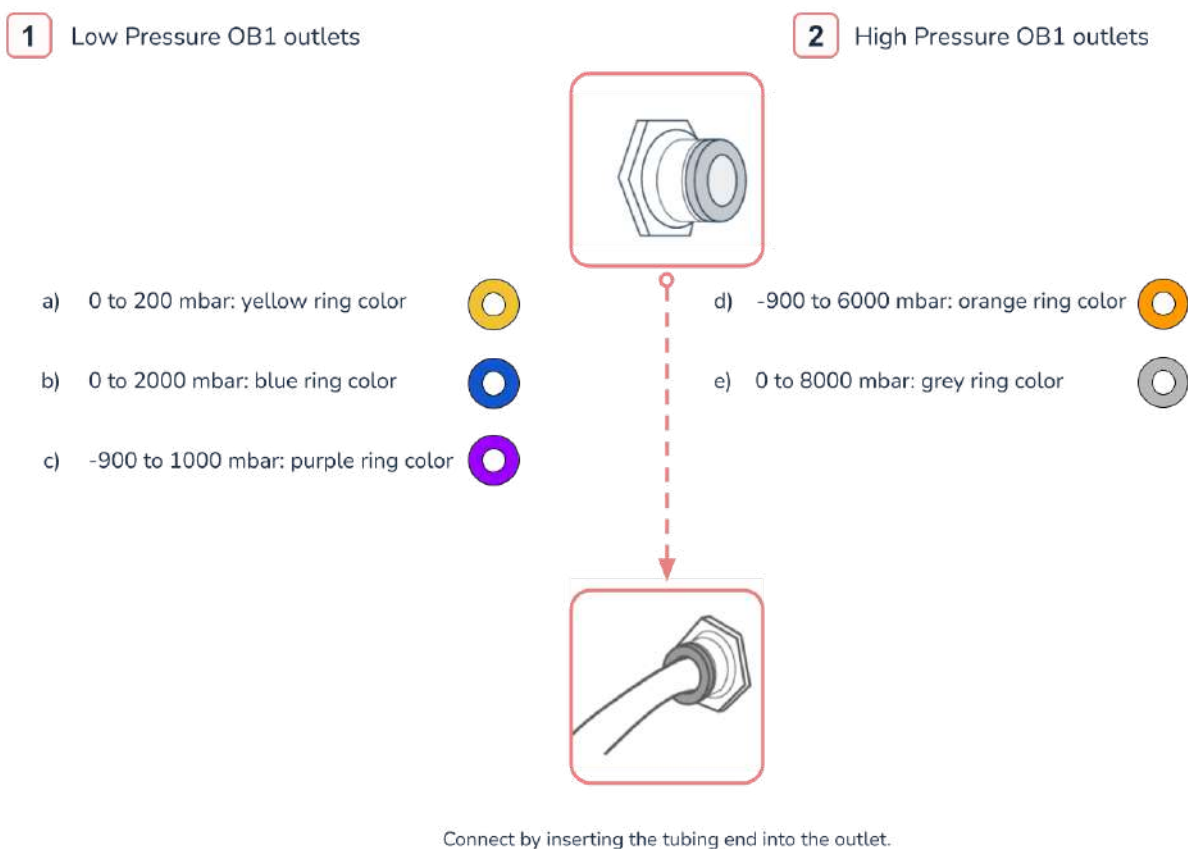 1 Low Pressure OB1 outlets
2 High Pressure OB1 outlets
a) 0 to 200 mbar: yellow ring color
b) 0 to 2000 mbar: blue ring color
c) -900 to 1000 mbar: purple ring color
d) -900 to 6000 mbar: orange ring color
e) 0 to 8000 mbar: grey ring color
Connect by inserting the tubing end into the outlet.